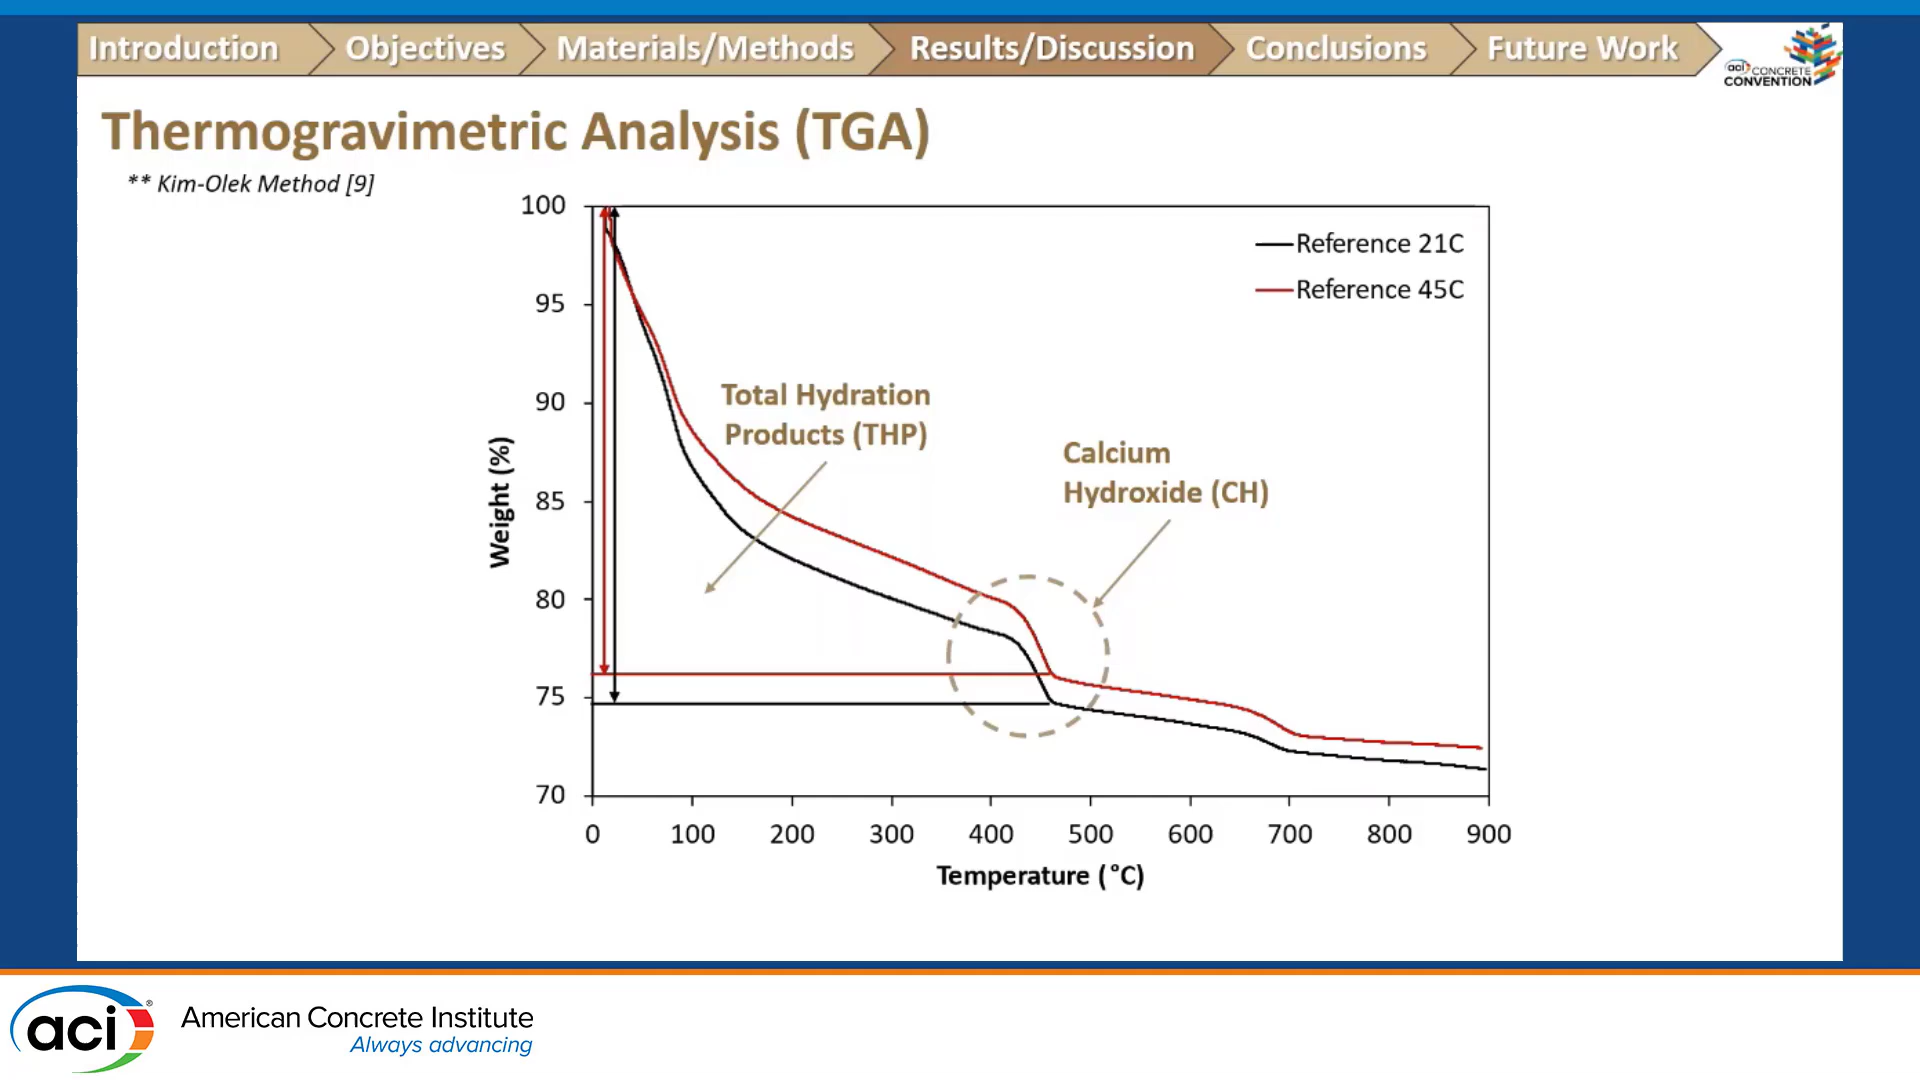 Introduction
Objectives
Materials/Methods
Results/Discussion
Conclusions
Future Work
aci CONCRETE
CONVENTION
Thermogravimetric Analysis (TGA)
** Kim-Olek Method [9]
100
95
90
85
80
75
70
Weight (%)
Reference 21C
Reference 45C
Total Hydration
Products (THP)
Calcium
Hydroxide (CH)
0 100 200 300 400 500 600 700 800 900
Temperature (°C)
aci®
American Concrete Institute
Always advancing